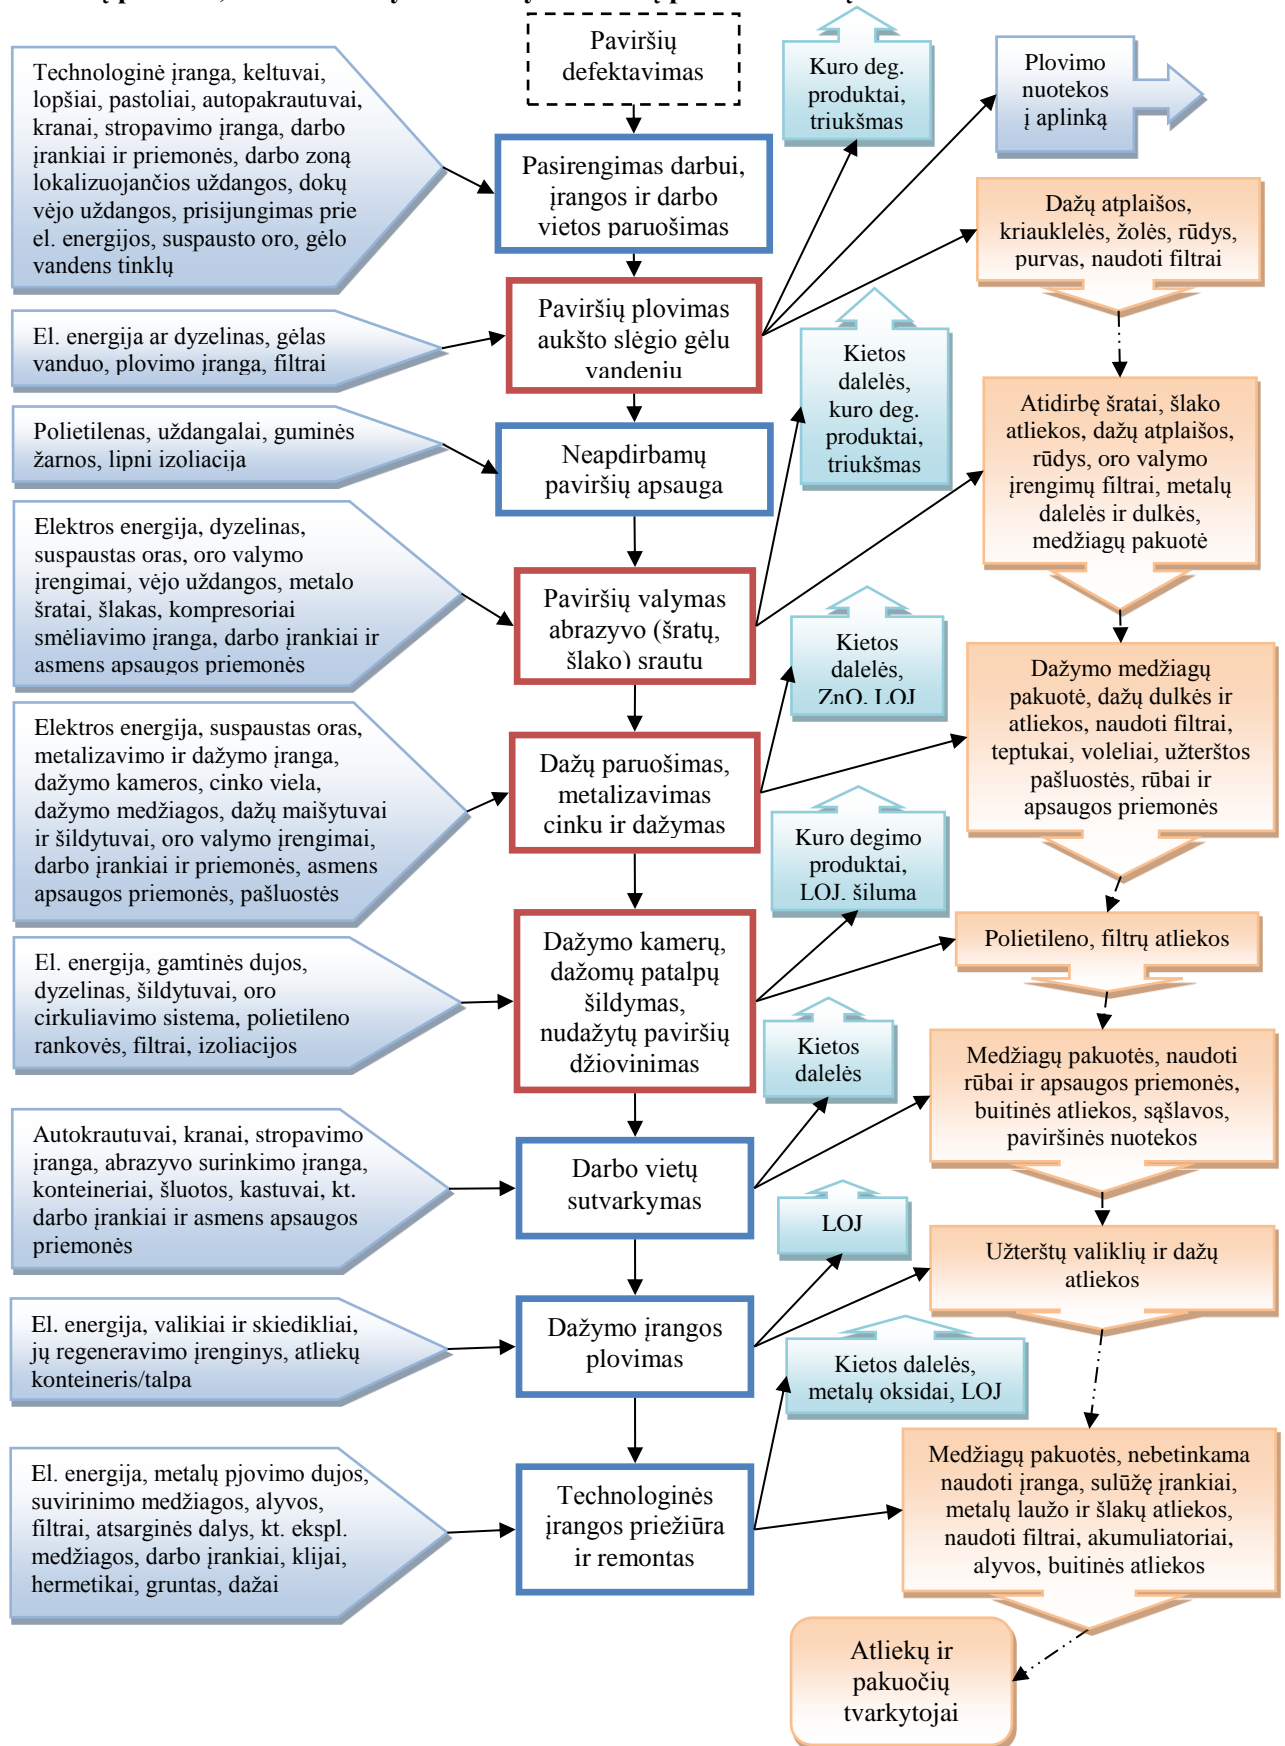 Paviršių
defektavimas
Kuro deg.
produktai,
triukšmas
Plovimo
nuotekos
į aplinką
Technologinė įranga, keltuvai,
lopšiai, pastoliai, autopakrautuvai,
kranai, stropavimo įranga, darbo
įrankiai ir priemonės, darbo zoną
lokalizuojančios uždangos, dokų
vėjo uždangos, prisijungimas prie
el. energijos, suspausto oro, gėlo
vandens tinklų
Pasirengimas darbui,
įrangos ir darbo
vietos paruošimas
Dažų atplaišos,
kriauklelės, žolės, rūdys,
purvas, naudoti filtrai
El. energija ar dyzelinas, gėlas
vanduo, plovimo įranga, filtrai
Paviršių plovimas
aukšto slėgio gėlu
vandeniu
Kietos
dalelės,
kuro deg.
produktai,
triukšmas
Atidirbę šratai, šlako
atliekos, dažų atplaišos,
rūdys, oro valymo
įrengimų filtrai, metalų
dalelės ir dulkės,
medžiagų pakuotė
Polietilenas, uždangalai, guminės
žarnos, lipni izoliacija
Neapdirbamų
paviršių apsauga
Elektros energija, dyzelinas,
suspaustas oras, oro valymo
įrengimai, vėjo uždangos, metalo
šratai, šlakas, kompresoriai
smėliavimo įranga, darbo įrankiai ir
asmens apsaugos priemonės
Paviršių valymas
abrazyvo (šratų,
šlako) srautu
Kietos
dalelės,
ZnO, LOJ
Dažymo medžiagų
pakuotė, dažų dulkės ir
atliekos, naudoti filtrai,
teptukai, voleliai, užterštos
pašluostės, rūbai ir
apsaugos priemonės
Elektros energija, suspaustas oras,
metalizavimo ir dažymo įranga,
dažymo kameros, cinko viela,
dažymo medžiagos, dažų maišytuvai
ir šildytuvai, oro valymo įrengimai,
darbo įrankiai ir priemonės, asmens
apsaugos priemonės, pašluostės
Dažų paruošimas,
metalizavimas
cinku ir dažymas
Kuro degimo
produktai,
LOJ, šiluma
Polietileno, filtrų atliekos
El. energija, gamtinės dujos,
dyzelinas, šildytuvai, oro
cirkuliavimo sistema, polietileno
rankovės, filtrai, izoliacijos
Dažymo kamerų,
dažomų patalpų
šildymas,
nudažytų paviršių
džiovinimas
Kietos
dalelės
Medžiagų pakuotės, naudoti
rūbai ir apsaugos priemonės,
buitinės atliekos, sąšlavos,
paviršinės nuotekos
Autokrautuvai, kranai, stropavimo
įranga, abrazyvo surinkimo įranga,
konteineriai, šluotos, kastuvai, kt.
darbo įrankiai ir asmens apsaugos
priemonės
Darbo vietų
sutvarkymas
LOJ
Užterštų valiklių ir dažų
atliekos
El. energija, valikiai ir skiedikliai,
jų regeneravimo įrenginys, atliekų
konteineris/talpa
Dažymo įrangos
plovimas
Kietos dalelės,
metalų oksidai, LOJ
El. energija, metalų pjovimo dujos,
suvirinimo medžiagos, alyvos,
filtrai, atsarginės dalys, kt. ekspl.
medžiagos, darbo įrankiai, klijai,
hermetikai, gruntas, dažai
Technologinės
įrangos priežiūra
ir remontas
Medžiagų pakuotės, nebetinkama
naudoti įranga, sulūžę įrankiai,
metalų laužo ir šlakų atliekos,
naudoti filtrai, akumuliatoriai,
alyvos, buitinės atliekos
Atliekų ir
pakuočių
tvarkytojai